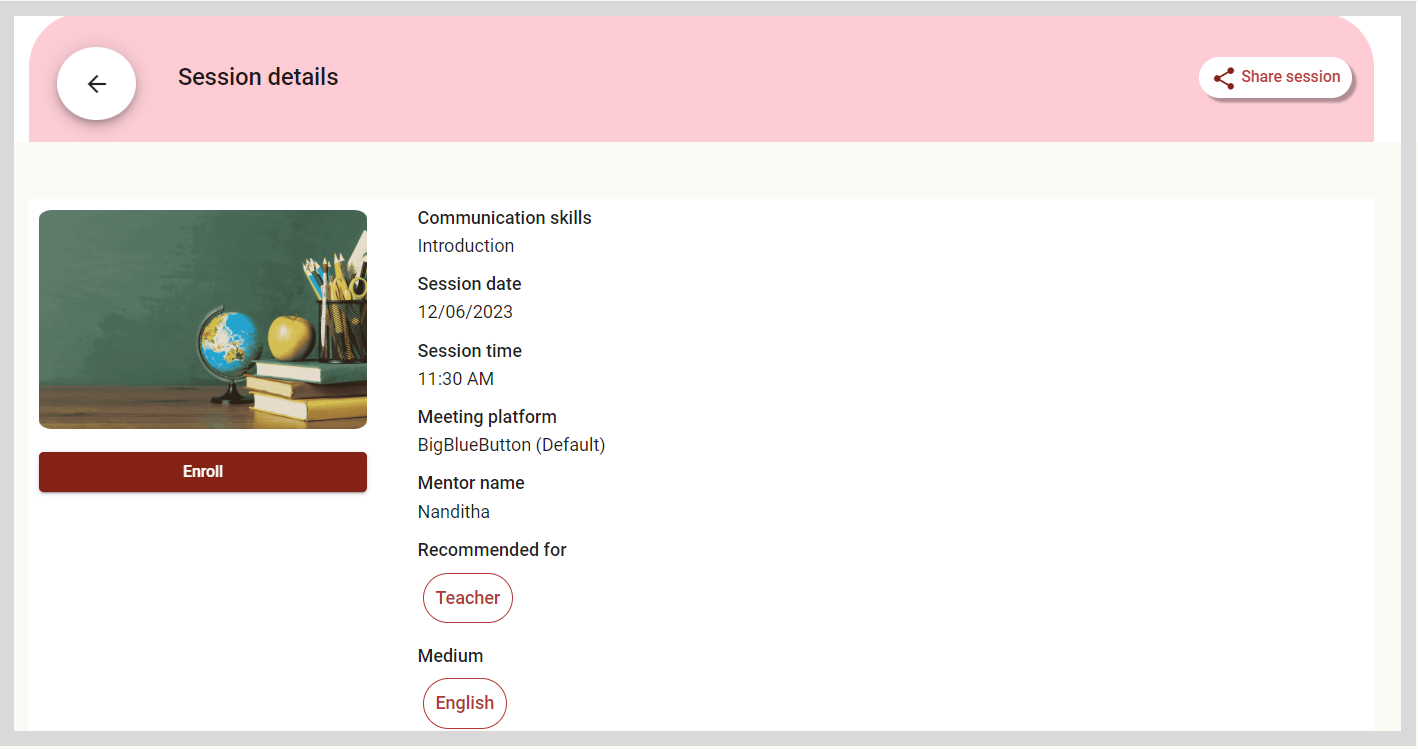 Session details
Share session
Communication skills
Introduction
Session date
12/06/2023
Session time
11:30 AM
Meeting platform
BigBlueButton (Default)
Enroll
Mentor name
Nanditha
Recommended for
Teacher
Medium
English